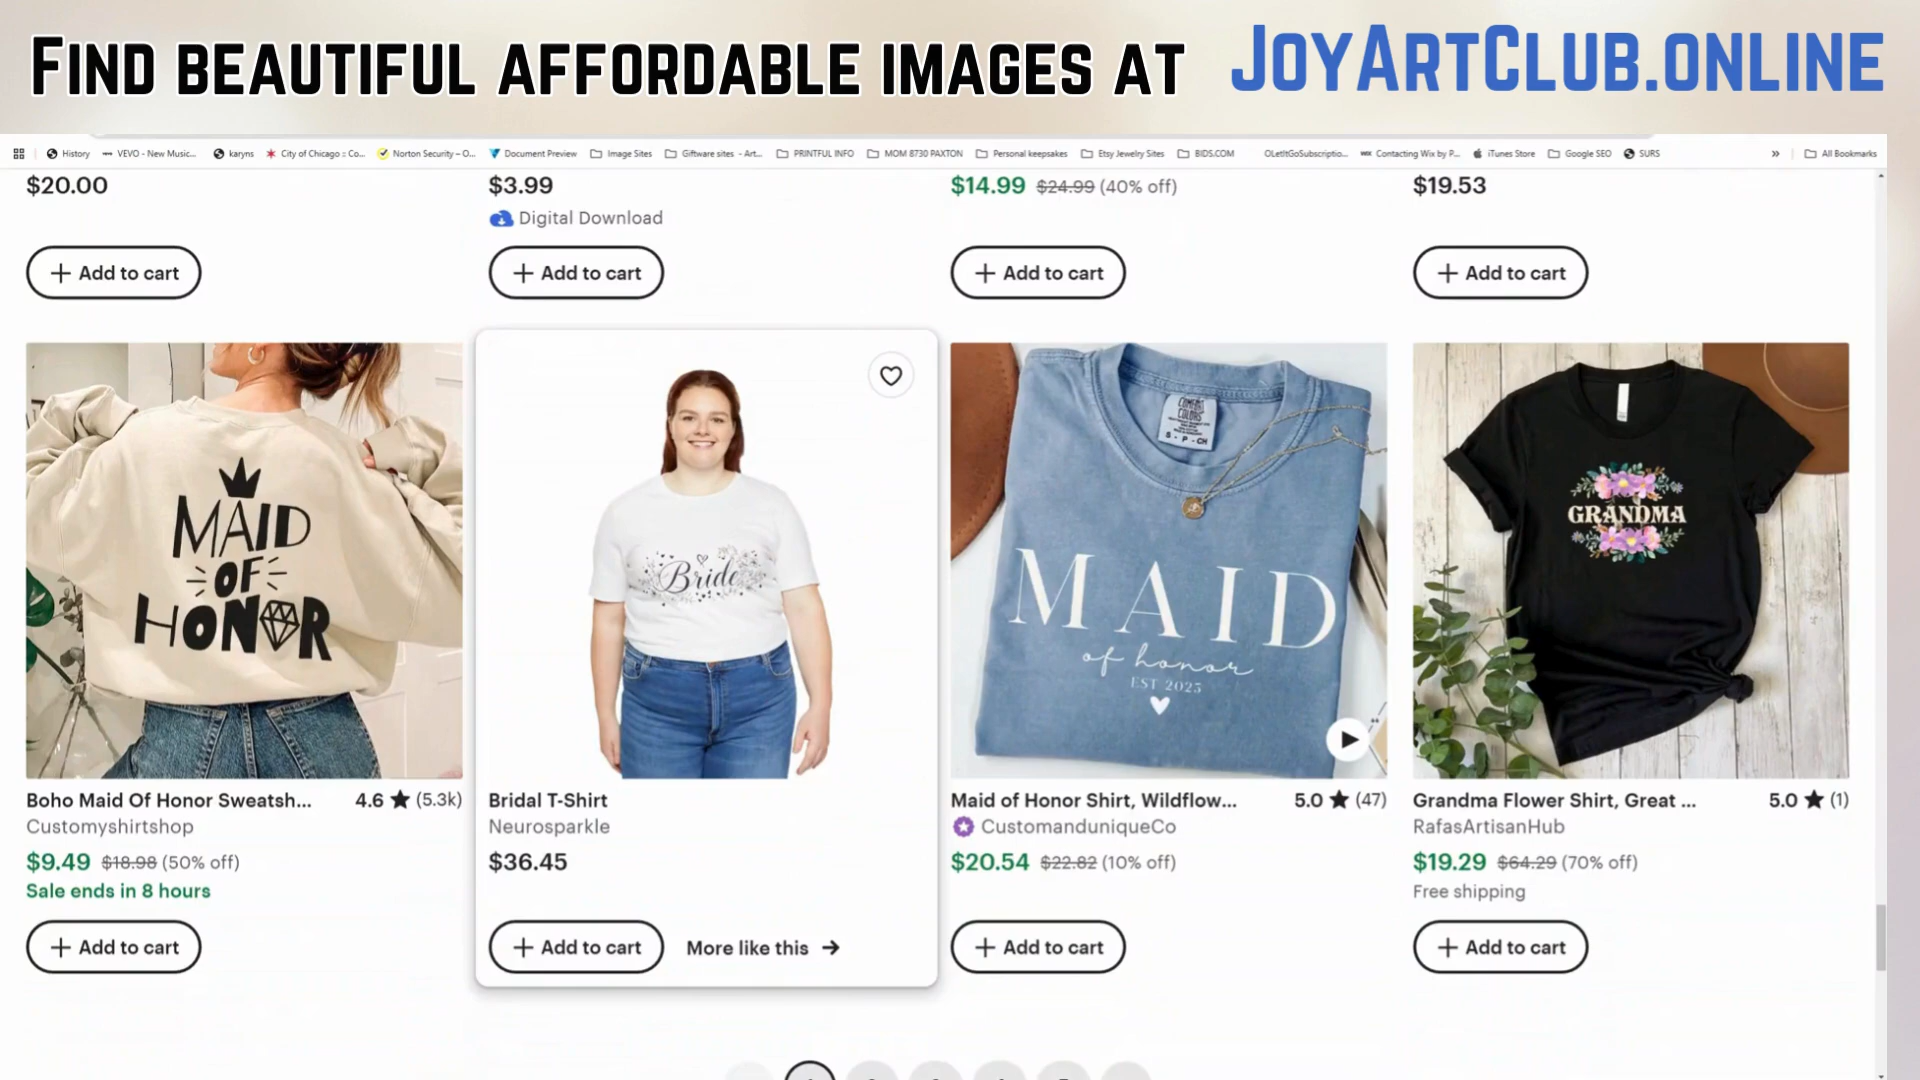 FIND BEAUTIFUL AFFORDABLE IMAGES AT JOYARTCLUB.ONLINE
History VEVO - New Music... karyns City of Chicago :: Co... Norton Security – O... Document Preview Image Sites Giftware sites - Art... PRINTFUL INFO MOM 8730 PAXTON Personal keepsakes Etsy Jewelry Sites BIDS.COM OLetItGoSubscriptio... Contacting Wix by P... iTunes Store Google SEO SURS » All Bookmarks
$20.00 $3.99 $14.99 $24.99 (40% off) $19.53
Digital Download
+ Add to cart + Add to cart + Add to cart + Add to cart
MAID
OF
HONOR
Bride
COMFORT
COLORS
S - P - CH
MAID
of honor
EST 2025
GRANDMA
Boho Maid Of Honor Sweatsh... 4.6 ★ (5.3k) Bridal T-Shirt Maid of Honor Shirt, Wildflow... 5.0 ★ (47) Grandma Flower Shirt, Great ... 5.0 ★ (1)
Customyshirtshop Neurosparkle CustomanduniqueCo RafasArtisanHub
$9.49 $18.98 (50% off) $36.45 $20.54 $22.82 (10% off) $19.29 $64.29 (70% off)
Sale ends in 8 hours Free shipping
+ Add to cart + Add to cart More like this → + Add to cart + Add to cart